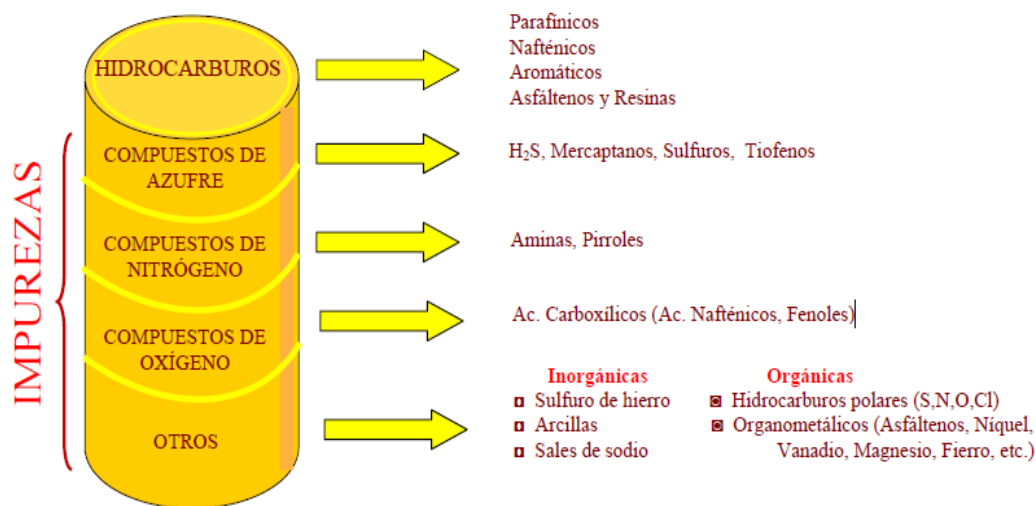 IMPUREZAS
HIDROCARBUROS
Parafínicos
Nafténicos
Aromáticos
Asfáltenos y Resinas
COMPUESTOS DE
AZUFRE
H₂S, Mercaptanos, Sulfuros, Tiofenos
COMPUESTOS DE
NITRÓGENO
Aminas, Pirroles
COMPUESTOS DE
OXÍGENO
Ac. Carboxílicos (Ac. Nafténicos, Fenoles)
OTROS
Inorgánicas
Sulfuro de hierro
Arcillas
Sales de sodio
Orgánicas
Hidrocarburos polares (S,N,O,Cl)
Organometálicos (Asfáltenos, Níquel,
Vanadio, Magnesio, Fierro, etc.)